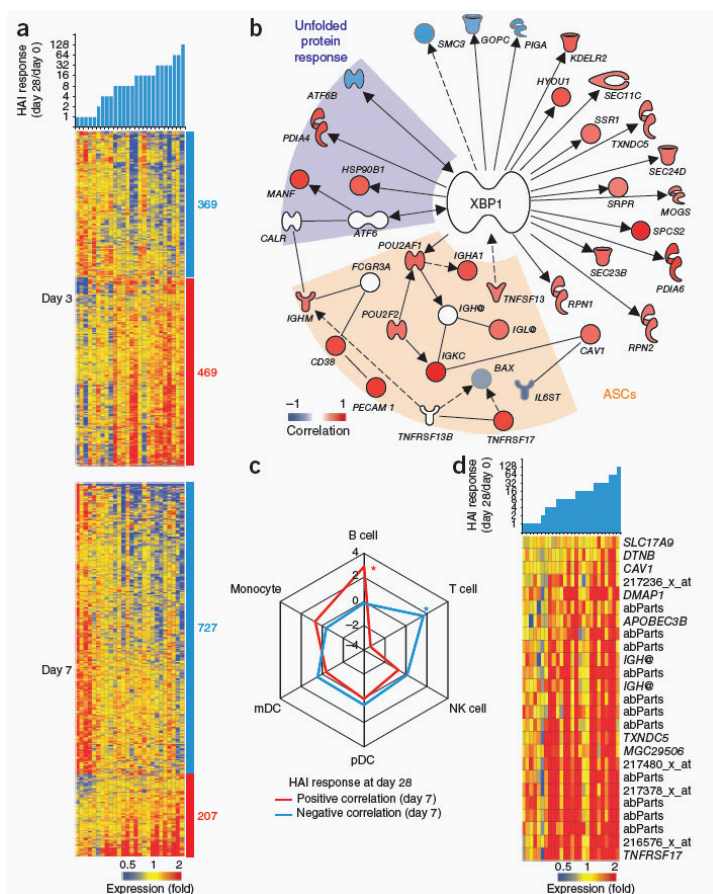 a
HAI response
(day 28/day 0)
128
64
32
16
8
4
2
1
369
Day 3
469
727
Day 7
207
0.5 1 2
Expression (fold)
b
Unfolded
protein
response
SMC3
GOPC
PIGA
KDELR2
ATF6B
HYOU1
SEC11C
PDIA4
SSR1
TXNDC5
HSP90B1
SEC24D
MANF
XBP1
SRPR
MOGS
CALR
ATF6
SPCS2
POU2AF1
FCGR3A
IGHA1
SEC23B
PDIA6
TNFSF13
RPN1
IGHM
POU2F2
IGH@
IGL@
RPN2
CD38
IGKC
CAV1
BAX
IL6ST
PECAM 1
ASCs
–1 1
Correlation
TNFRSF13B
TNFRSF17
c
B cell
4
2
0
–2
–4
*
*
Monocyte
T cell
mDC
NK cell
pDC
HAI response at day 28
Positive correlation (day 7)
Negative correlation (day 7)
d
HAI response
(day 28/day 0)
128
64
32
16
8
4
2
1
SLC17A9
DTNB
CAV1
217236_x_at
DMAP1
abParts
APOBEC3B
abParts
abParts
IGH@
abParts
IGH@
abParts
abParts
abParts
TXNDC5
MGC29506
217480_x_at
abParts
217378_x_at
abParts
abParts
abParts
216576_x_at
TNFRSF17
0.5 1 2
Expression (fold)